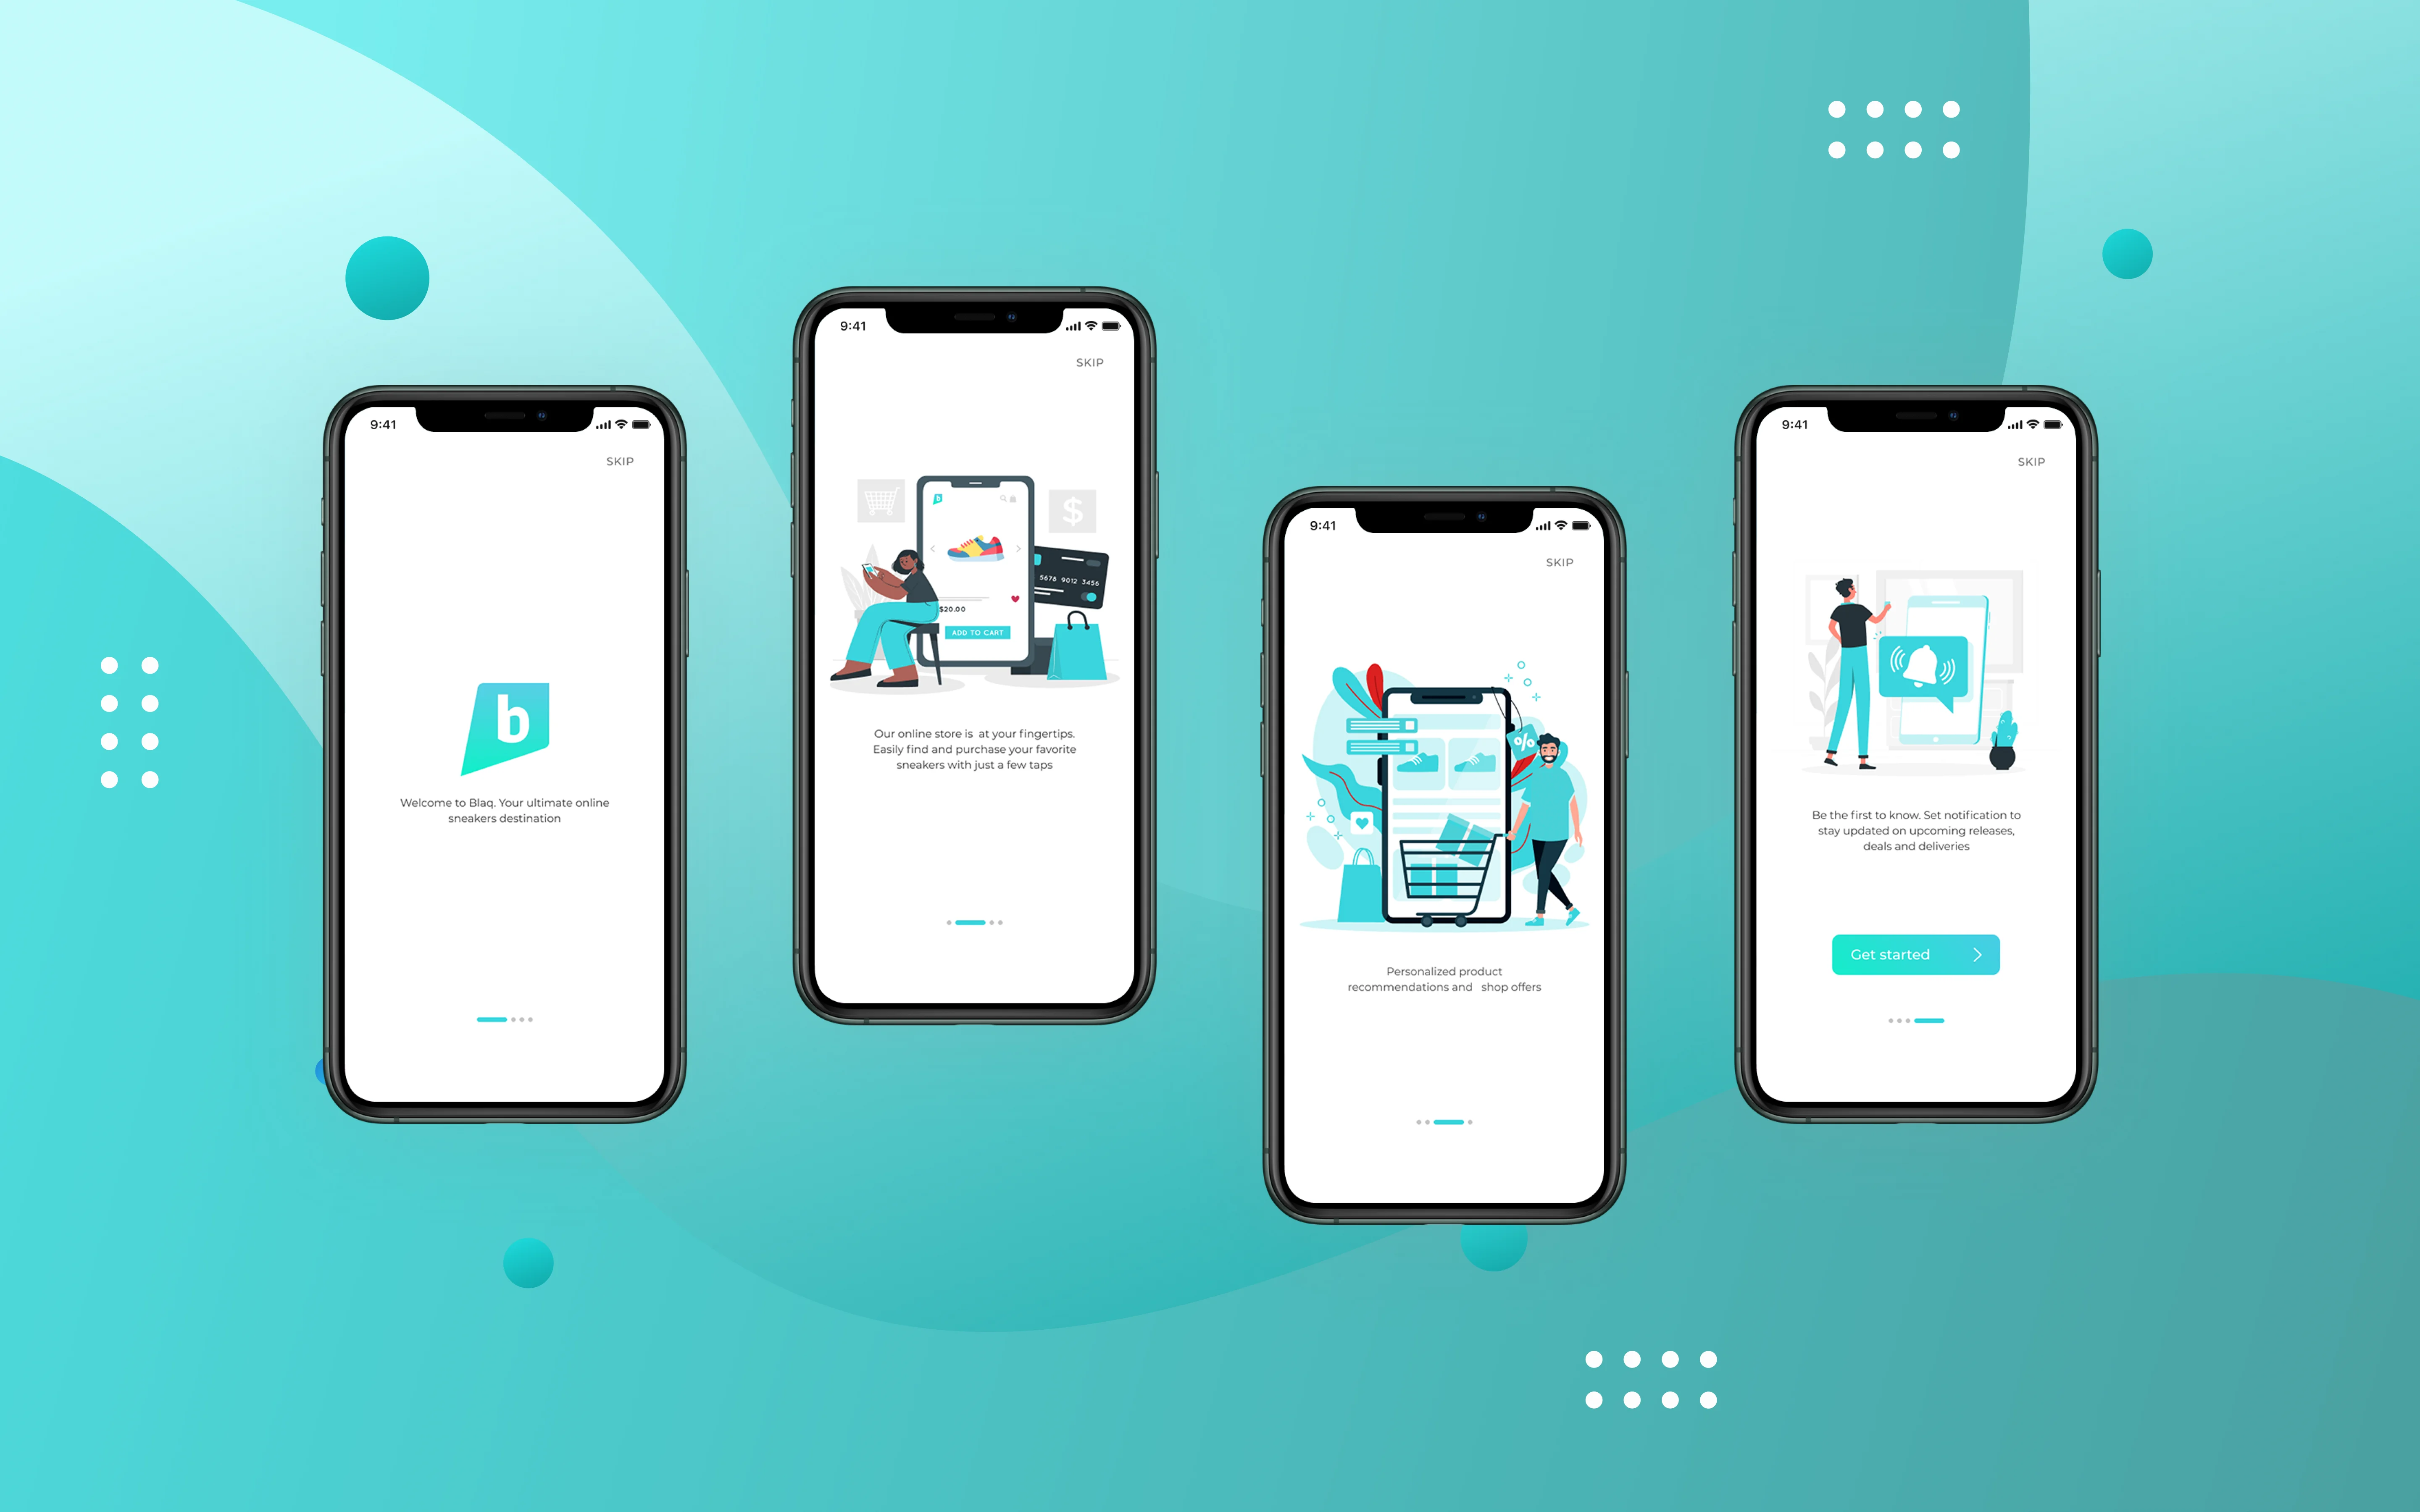 9:41
SKIP
b
Welcome to Blaq. Your ultimate online
sneakers destination
9:41
SKIP
b
$
5678 9012 3456
$20.00
ADD TO CART
Our online store is at your fingertips.
Easily find and purchase your favorite
sneakers with just a few taps
9:41
SKIP
%
Personalized product
recommendations and shop offers
9:41
SKIP
Be the first to know. Set notification to
stay updated on upcoming releases,
deals and deliveries
Get started